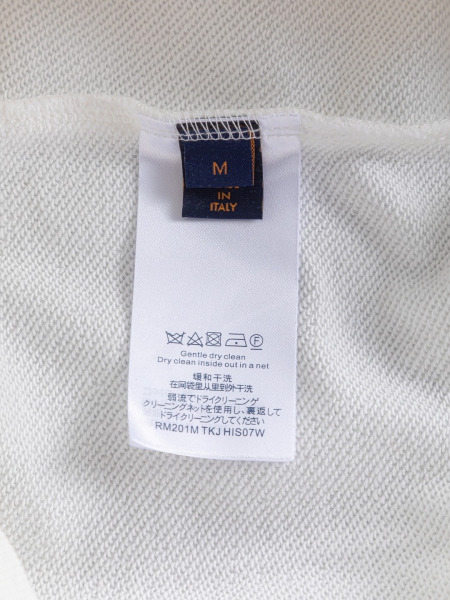 M
IN
ITALY
Gentle dry clean
Dry clean inside out in a net
缓和干洗
在网袋里从里到外干洗
弱流でドライクリーニング
クリーニングネットを使用し、裏返して
ドライクリーニングしてください
RM201M TKJ HIS07W